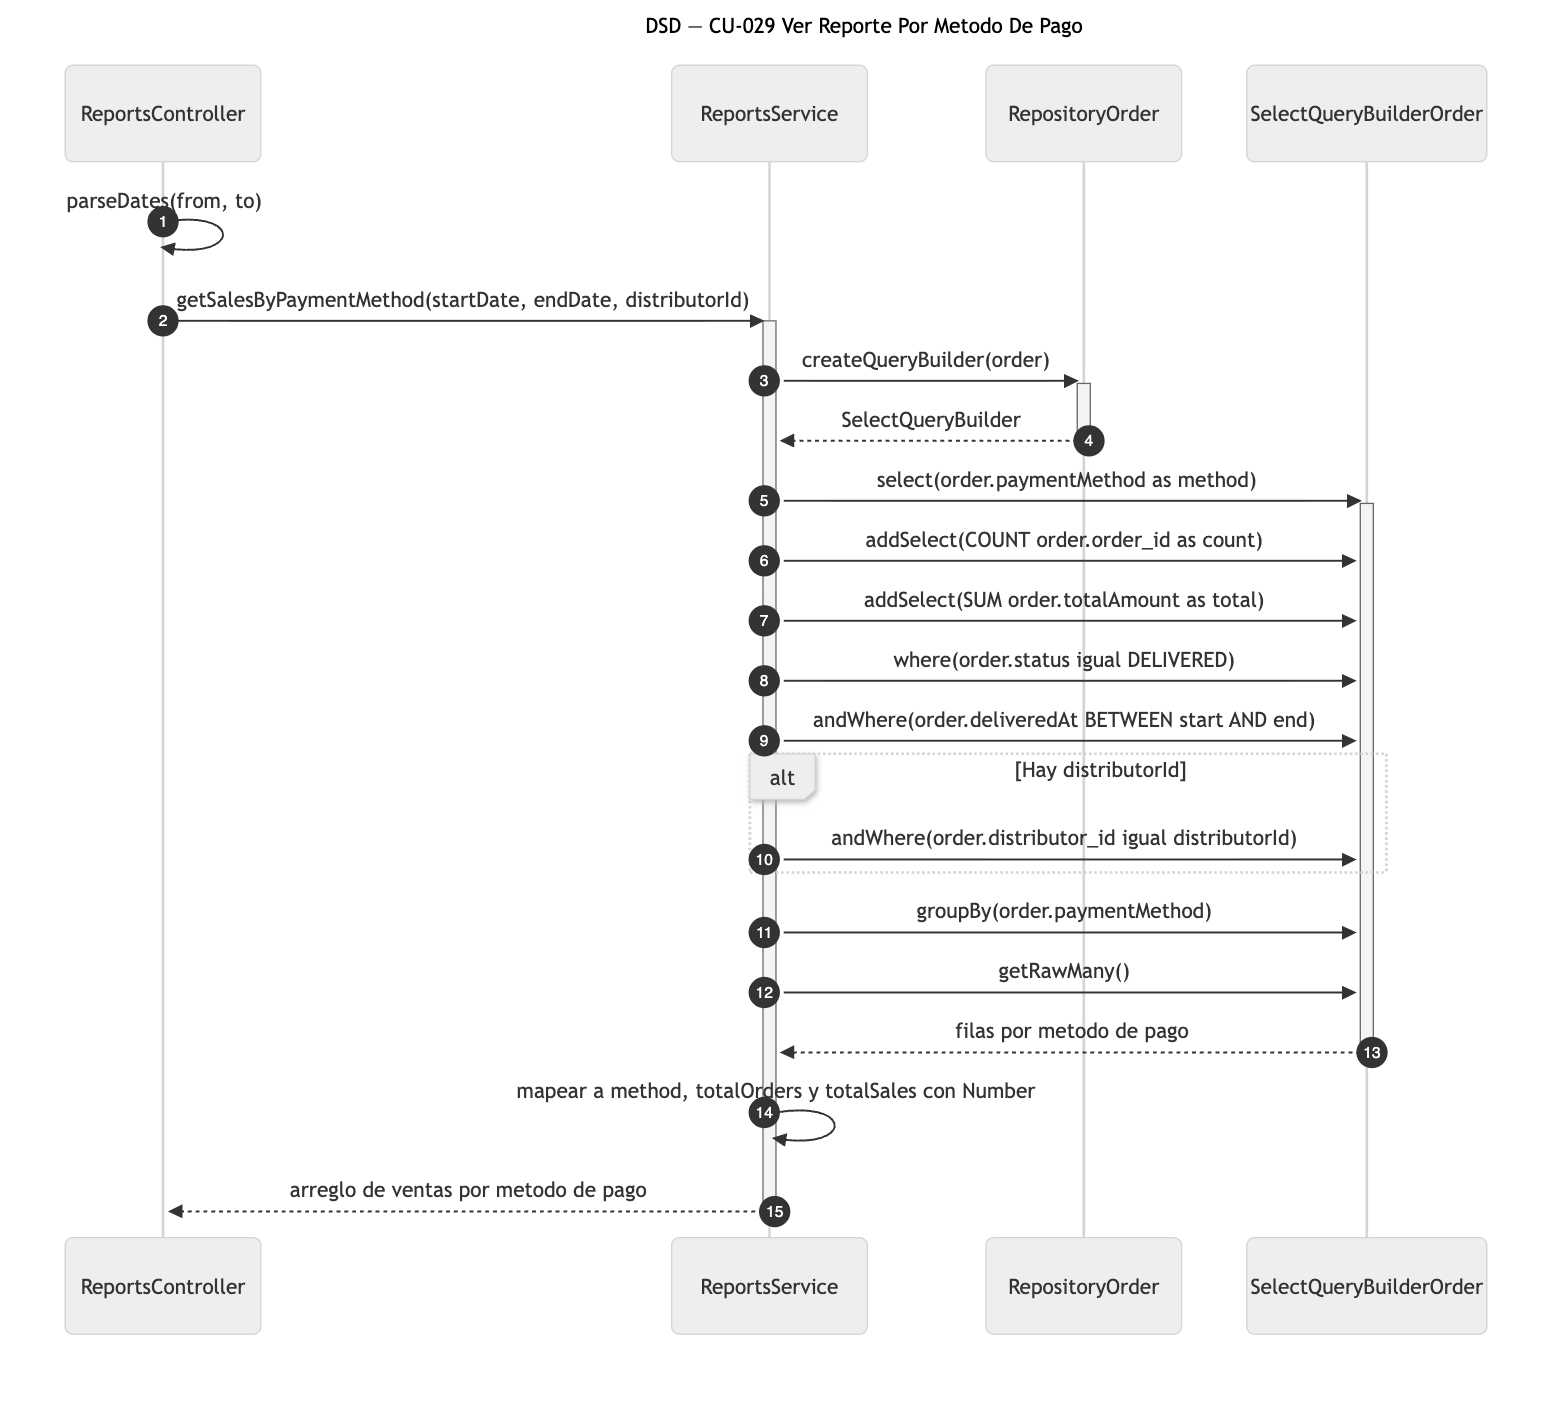 DSD — CU-029 Ver Reporte Por Metodo De Pago
ReportsController
ReportsService
RepositoryOrder
SelectQueryBuilderOrder
parseDates(from, to)
1
getSalesByPaymentMethod(startDate, endDate, distributorId)
2
createQueryBuilder(order)
3
SelectQueryBuilder
4
select(order.paymentMethod as method)
5
addSelect(COUNT order.order_id as count)
6
addSelect(SUM order.totalAmount as total)
7
where(order.status igual DELIVERED)
8
andWhere(order.deliveredAt BETWEEN start AND end)
9
alt
[Hay distributorId]
andWhere(order.distributor_id igual distributorId)
10
groupBy(order.paymentMethod)
11
getRawMany()
12
filas por metodo de pago
13
mapear a method, totalOrders y totalSales con Number
14
arreglo de ventas por metodo de pago
15
ReportsController
ReportsService
RepositoryOrder
SelectQueryBuilderOrder